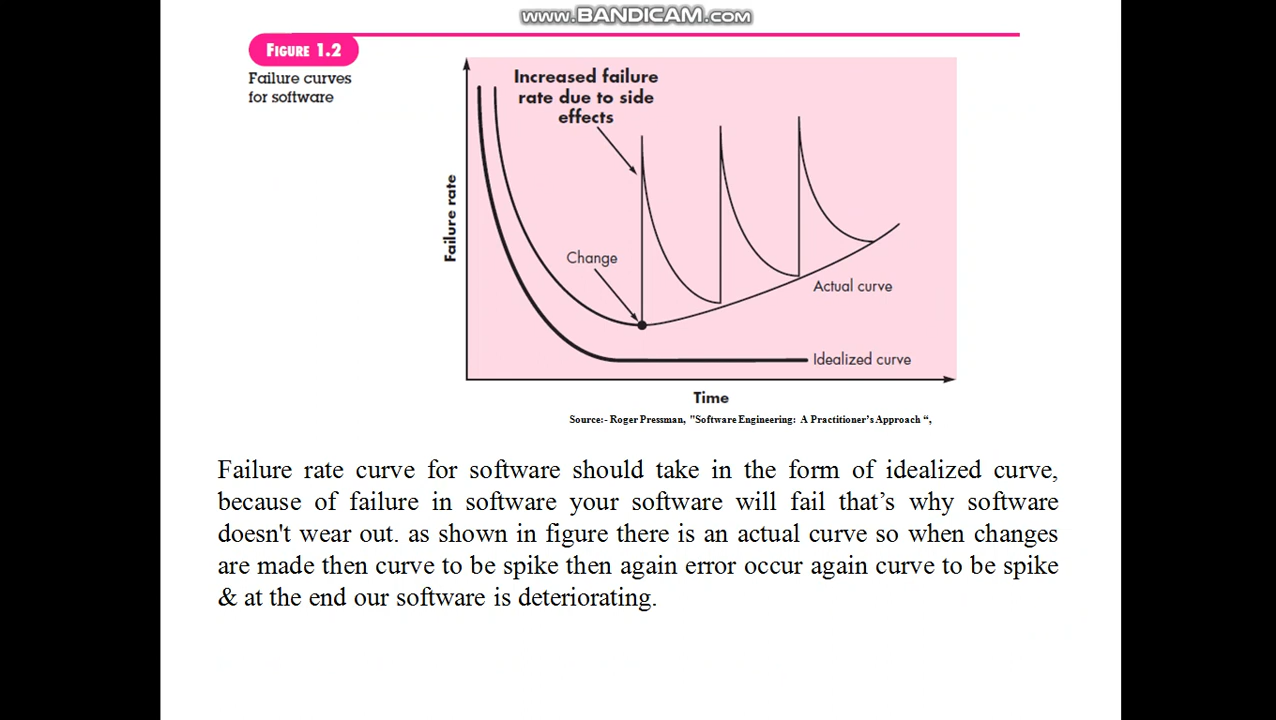 www.BANDICAM.com
FIGURE 1.2
Failure curves
for software
Increased failure
rate due to side
effects
Failure rate
Change
Actual curve
Idealized curve
Time
Source:- Roger Pressman, "Software Engineering: A Practitioner's Approach “,
Failure rate curve for software should take in the form of idealized curve,
because of failure in software your software will fail that’s why software
doesn't wear out. as shown in figure there is an actual curve so when changes
are made then curve to be spike then again error occur again curve to be spike
& at the end our software is deteriorating.